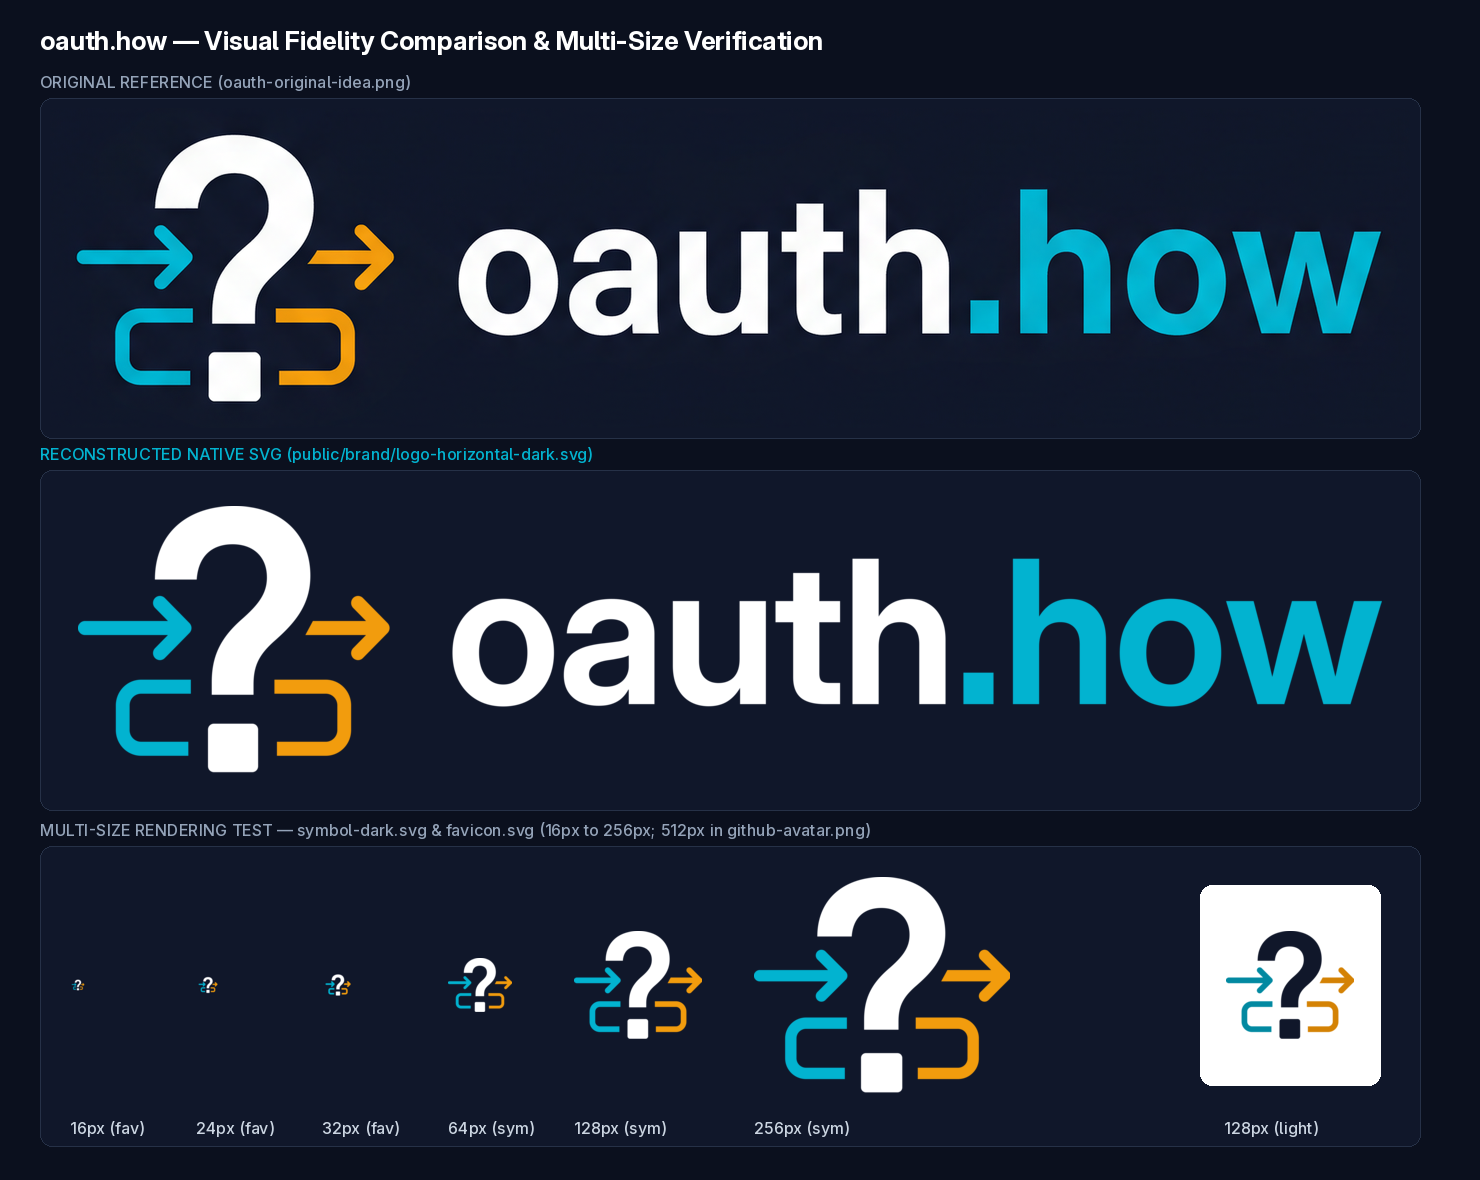 oauth.how — Visual Fidelity Comparison & Multi-Size Verification
ORIGINAL REFERENCE (oauth-original-idea.png)
? oauth.how
RECONSTRUCTED NATIVE SVG (public/brand/logo-horizontal-dark.svg)
? oauth.how
MULTI-SIZE RENDERING TEST — symbol-dark.svg & favicon.svg (16px to 256px; 512px in github-avatar.png)
? ? ? ? ? ? ?
16px (fav) 24px (fav) 32px (fav) 64px (sym) 128px (sym) 256px (sym) 128px (light)